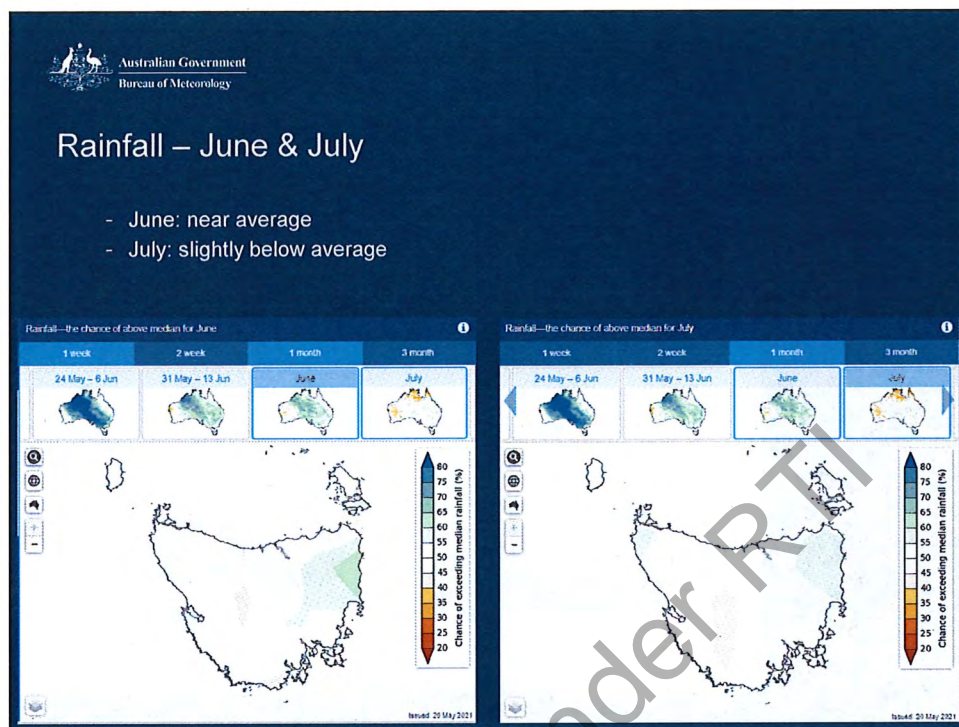 Australian Government
Bureau of Meteorology
Rainfall – June & July
- June: near average
- July: slightly below average
Rainfall—the chance of above median for June
1 week 2 week 1 month 3 month
24 May – 6 Jun 31 May – 13 Jun June July
80
75
70
65
60
55
50
45
40
35
30
25
20
Chance of exceeding median rainfall (%)
Issued: 20 May 2021
Rainfall—the chance of above median for July
1 week 2 week 1 month 3 month
24 May – 6 Jun 31 May – 13 Jun June July
80
75
70
65
60
55
50
45
40
35
30
25
20
Chance of exceeding median rainfall (%)
Issued: 20 May 2021
nder RTI